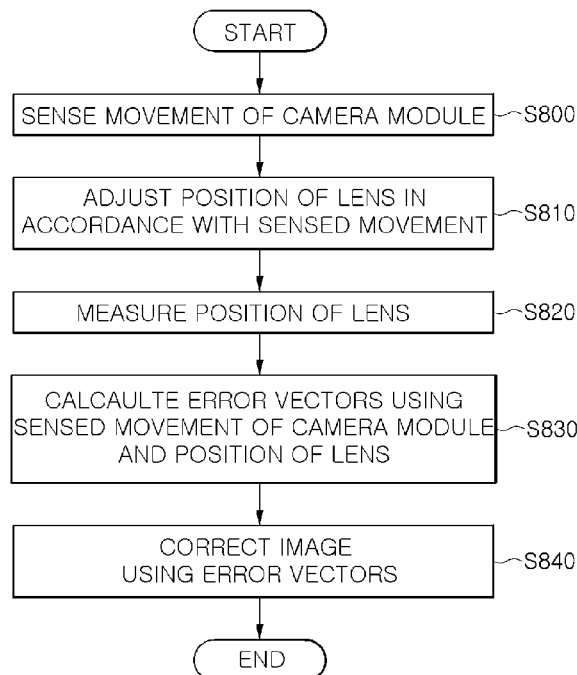 START
SENSE MOVEMENT OF CAMERA MODULE
S800
ADJUST POSITION OF LENS IN
ACCORDANCE WITH SENSED MOVEMENT
S810
MEASURE POSITION OF LENS
S820
CALCAULTE ERROR VECTORS USING
SENSED MOVEMENT OF CAMERA MODULE
AND POSITION OF LENS
S830
CORRECT IMAGE
USING ERROR VECTORS
S840
END